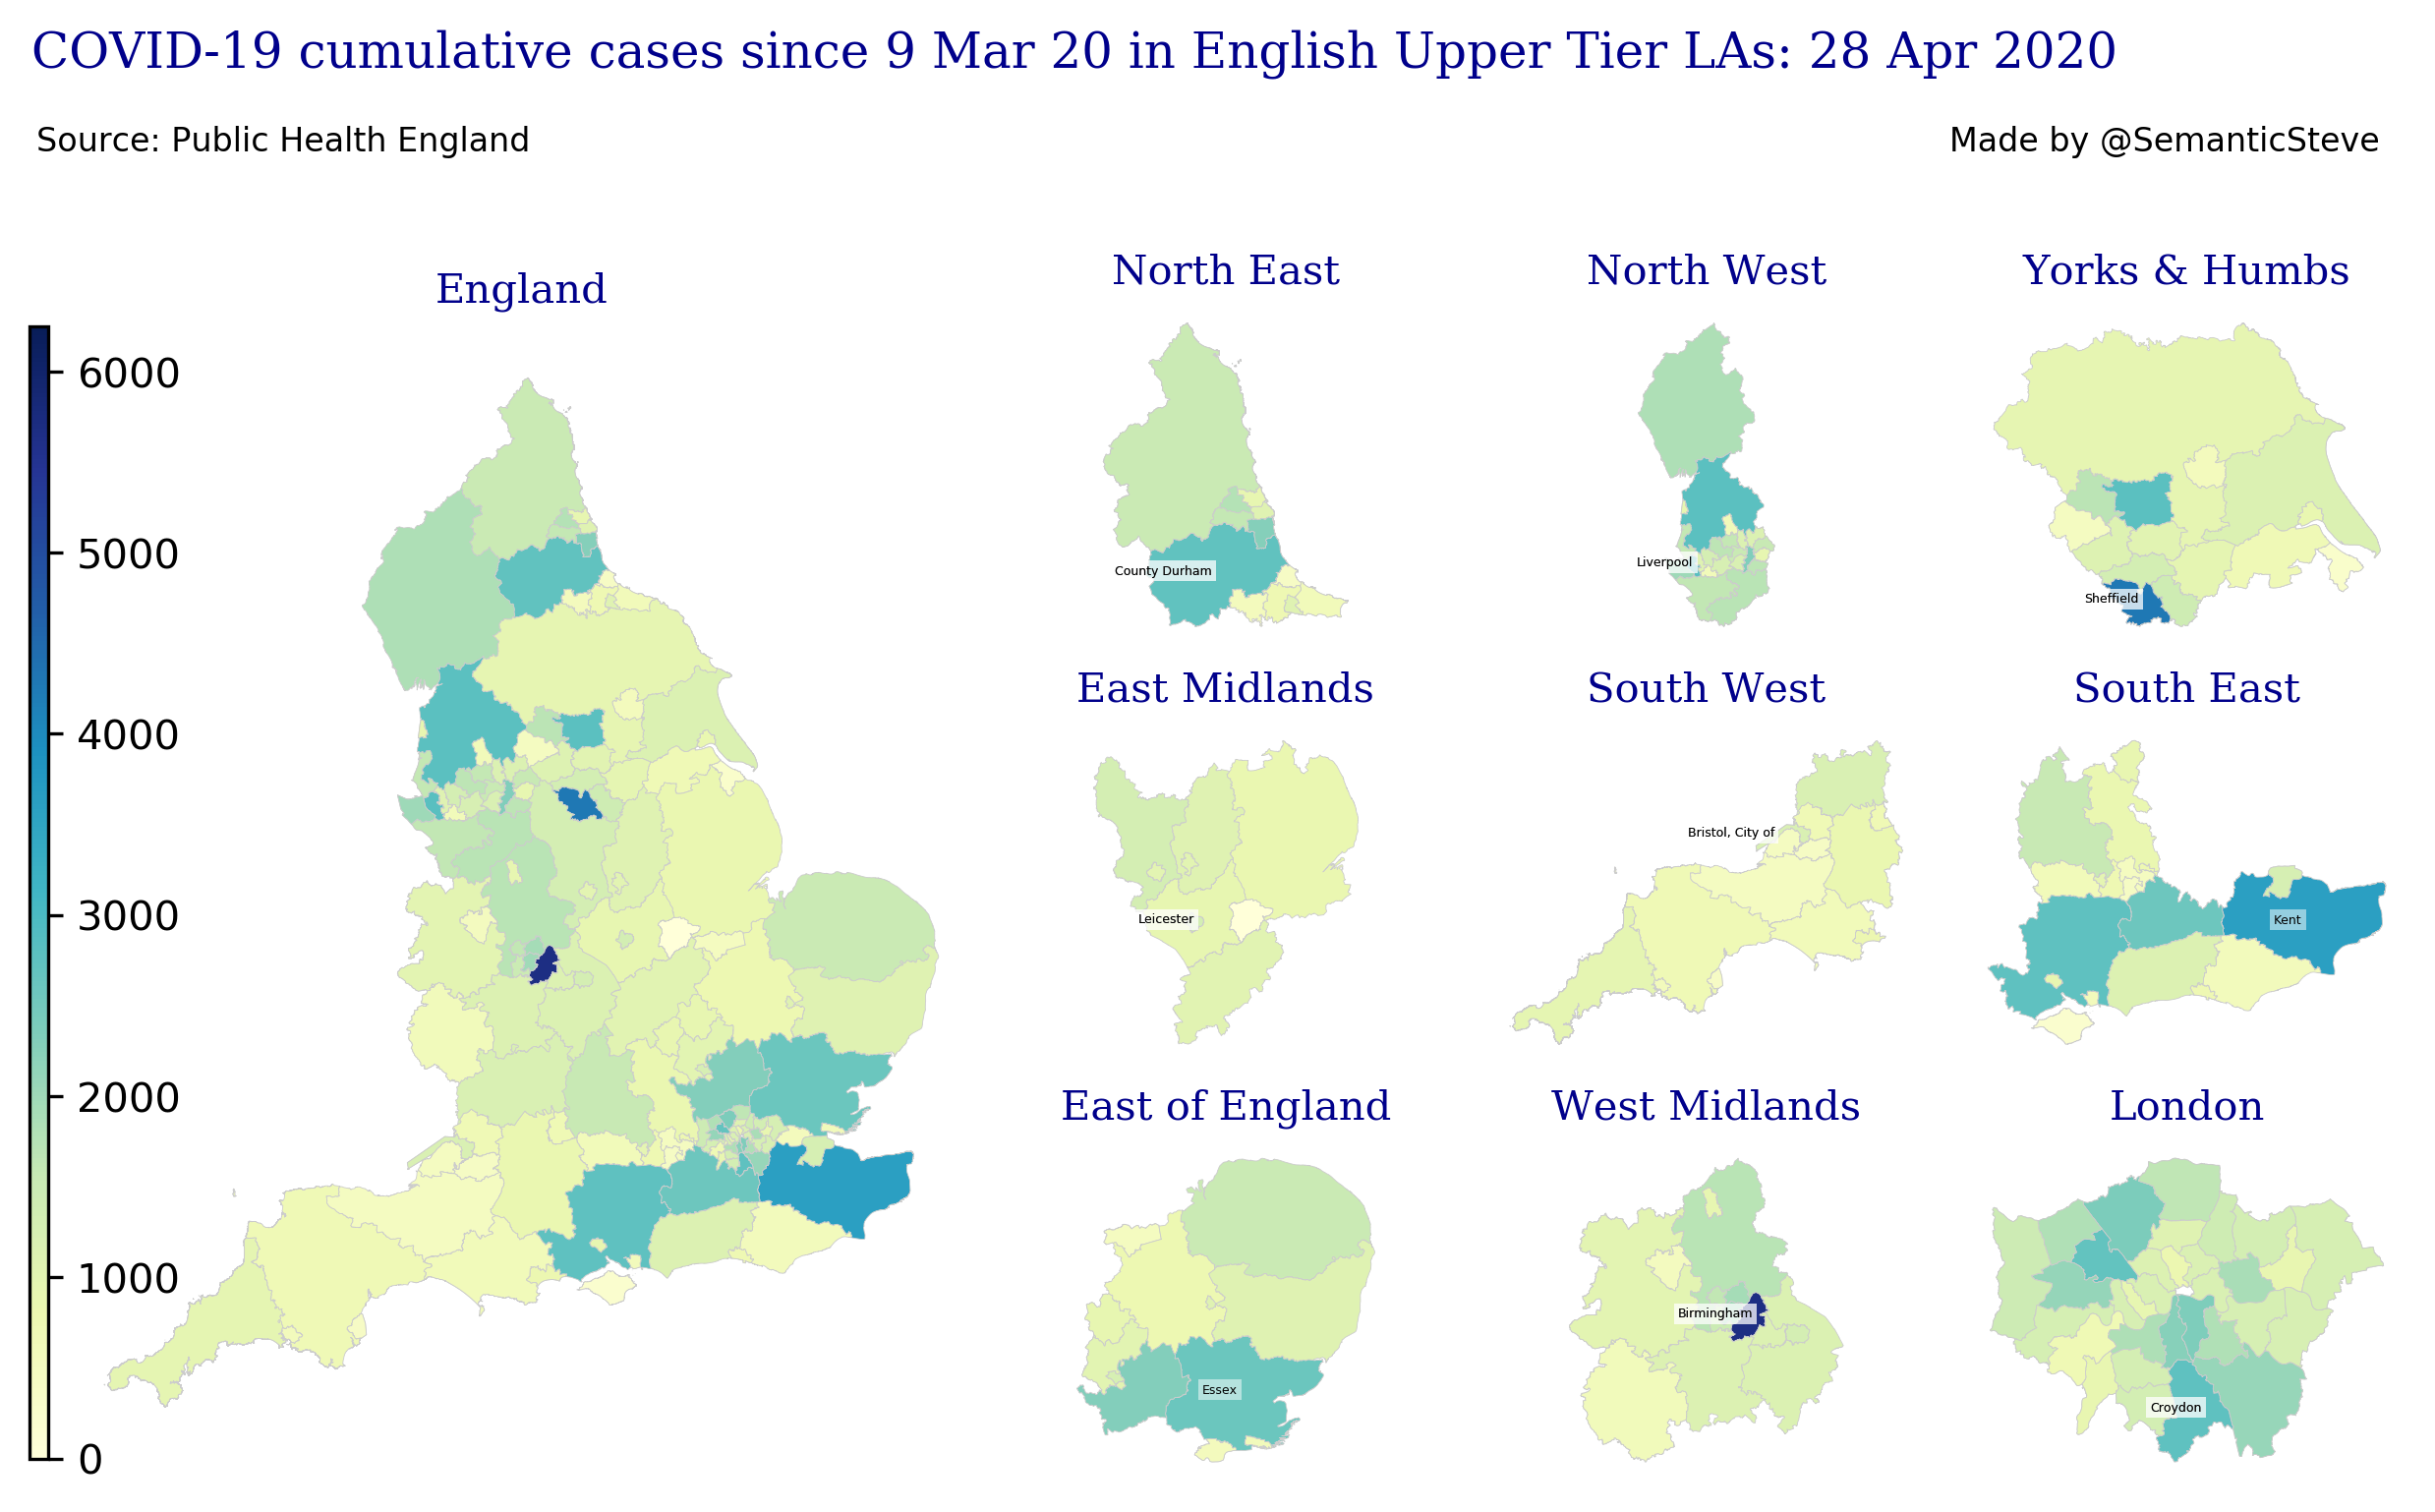 COVID-19 cumulative cases since 9 Mar 20 in English Upper Tier LAs: 28 Apr 2020
Source: Public Health England
Made by @SemanticSteve
England
6000
5000
4000
3000
2000
1000
0
North East
County Durham
North West
Liverpool
Yorks & Humbs
Sheffield
East Midlands
Leicester
South West
Bristol, City of
South East
Kent
East of England
Essex
West Midlands
Birmingham
London
Croydon